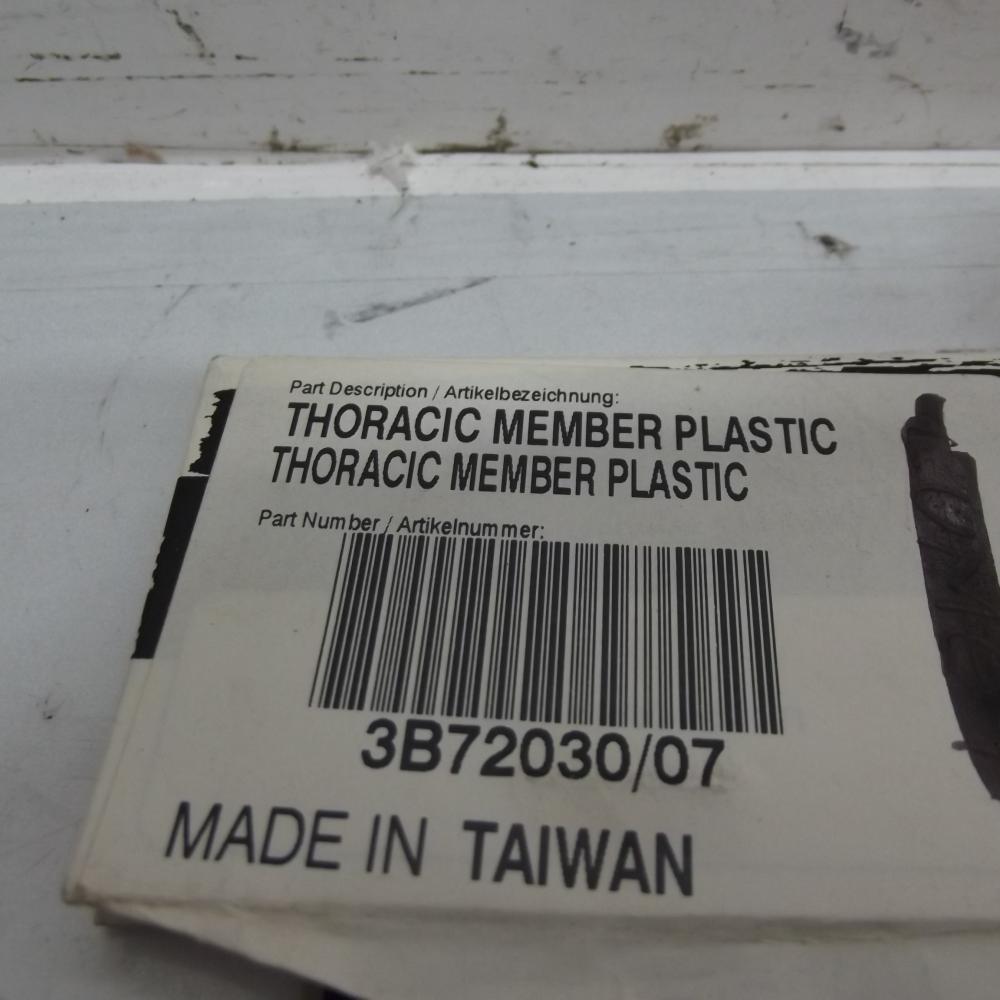 Part Description / Artikelbezeichnung:
THORACIC MEMBER PLASTIC
THORACIC MEMBER PLASTIC
Part Number / Artikelnummer:
3B72030/07
MADE IN TAIWAN